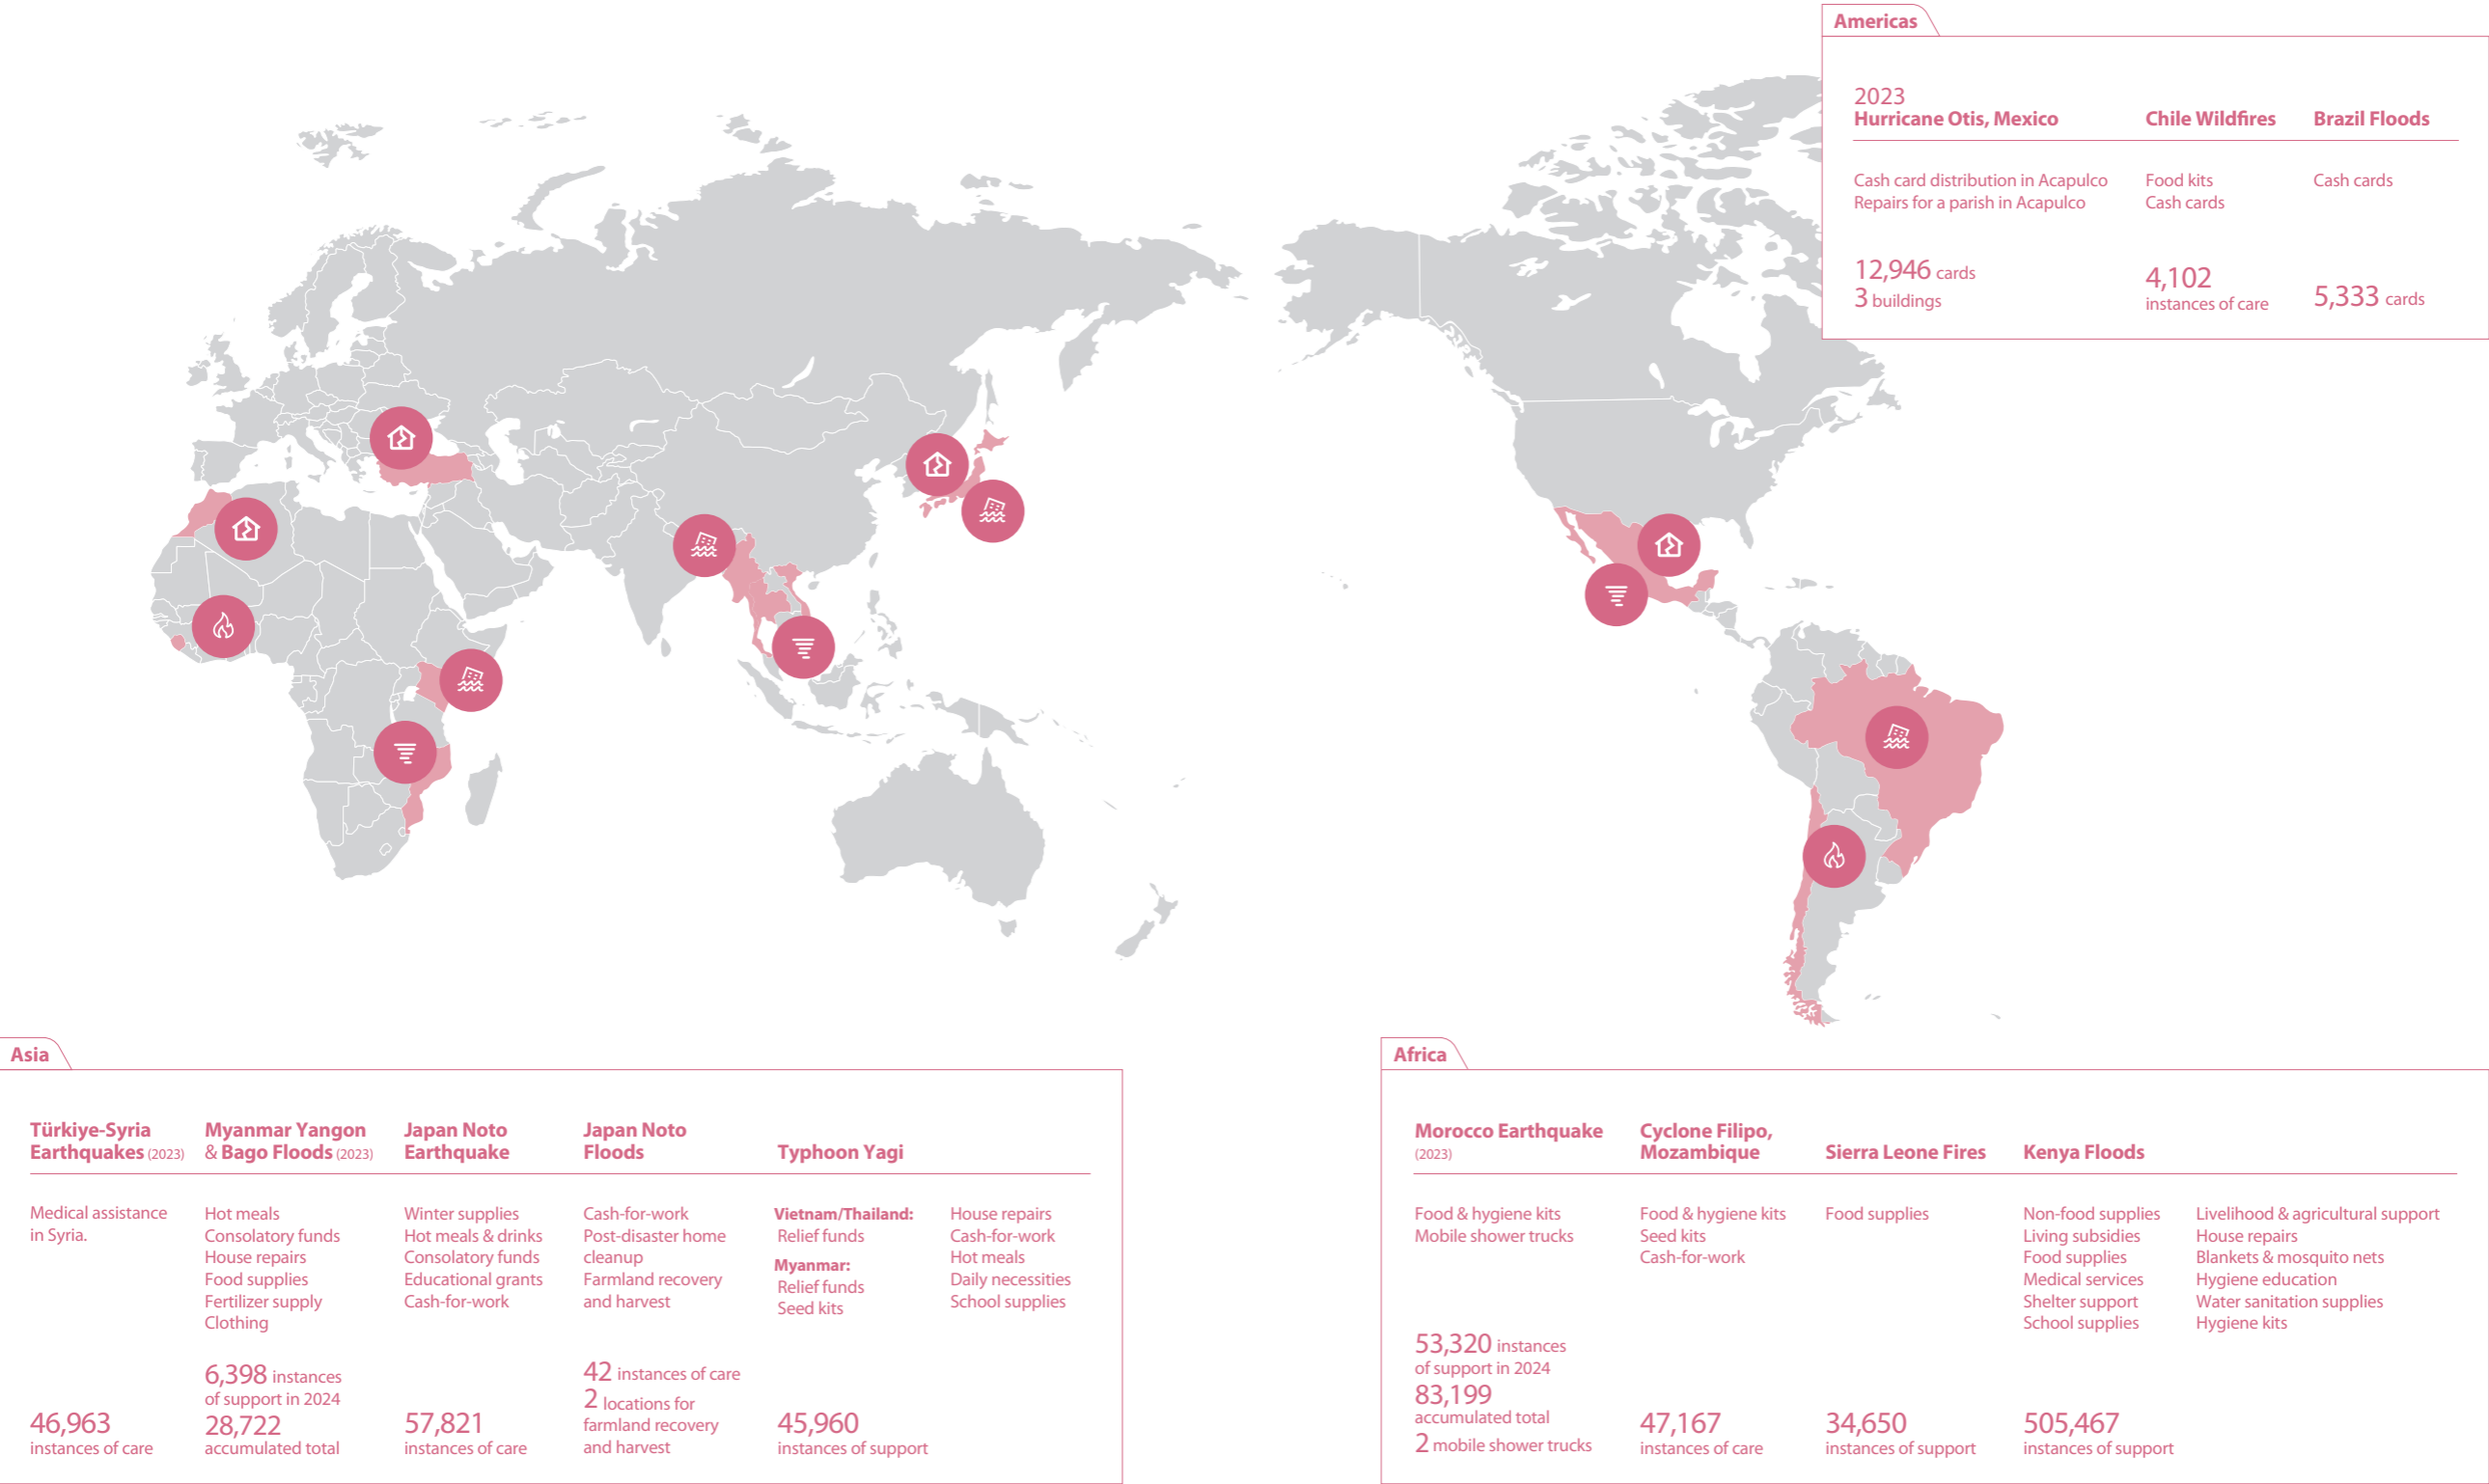 Americas
2023
Hurricane Otis, Mexico
Cash card distribution in Acapulco
Repairs for a parish in Acapulco
12,946 cards
3 buildings
Chile Wildfires
Food kits
Cash cards
4,102
instances of care
Brazil Floods
Cash cards
5,333 cards
Asia
Türkiye-Syria
Earthquakes (2023)
Medical assistance
in Syria.
46,963
instances of care
Myanmar Yangon
& Bago Floods (2023)
Hot meals
Consolatory funds
House repairs
Food supplies
Fertilizer supply
Clothing
6,398 instances
of support in 2024
28,722
accumulated total
Japan Noto
Earthquake
Winter supplies
Hot meals & drinks
Consolatory funds
Educational grants
Cash-for-work
57,821
instances of care
Japan Noto
Floods
Cash-for-work
Post-disaster home
cleanup
Farmland recovery
and harvest
42 instances of care
2 locations for
farmland recovery
and harvest
Typhoon Yagi
Vietnam/Thailand:
Relief funds
Myanmar:
Relief funds
Seed kits
House repairs
Cash-for-work
Hot meals
Daily necessities
School supplies
45,960
instances of support
Africa
Morocco Earthquake
(2023)
Food & hygiene kits
Mobile shower trucks
53,320 instances
of support in 2024
83,199
accumulated total
2 mobile shower trucks
Cyclone Filipo,
Mozambique
Food & hygiene kits
Seed kits
Cash-for-work
47,167
instances of care
Sierra Leone Fires
Food supplies
34,650
instances of support
Kenya Floods
Non-food supplies
Living subsidies
Food supplies
Medical services
Shelter support
School supplies
Livelihood & agricultural support
House repairs
Blankets & mosquito nets
Hygiene education
Water sanitation supplies
Hygiene kits
505,467
instances of support